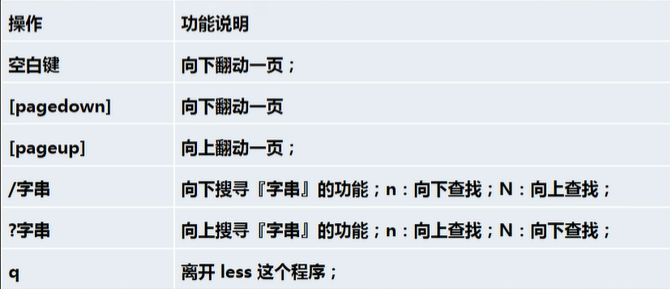 操作 功能说明
空白键 向下翻动一页；
[pagedown] 向下翻动一页
[pageup] 向上翻动一页；
/字串 向下搜寻『字串』的功能；n：向下查找；N：向上查找；
?字串 向上搜寻『字串』的功能；n：向上查找；N：向下查找；
q 离开 less 这个程序；